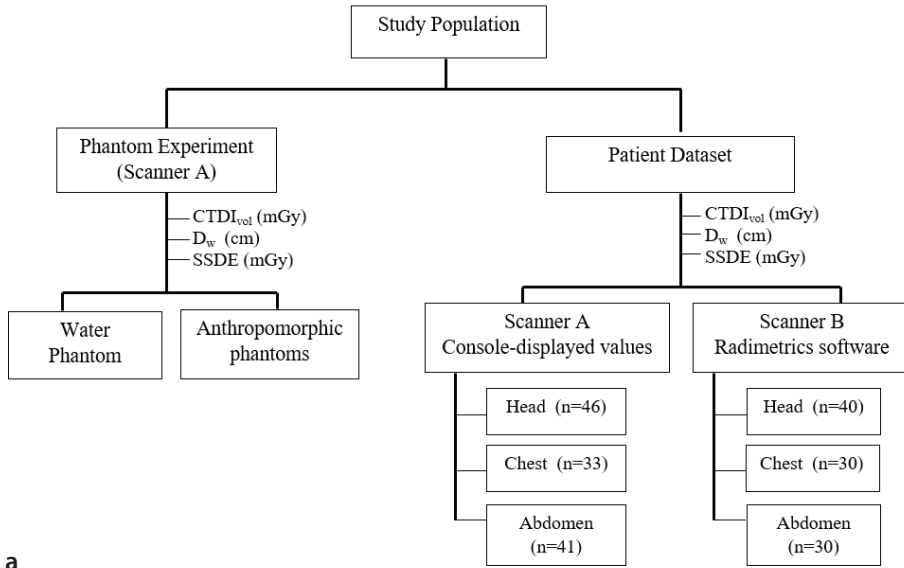 Study Population
Phantom Experiment
(Scanner A)
CTDIvol (mGy)
Dw (cm)
SSDE (mGy)
Water
Phantom
Anthropomorphic
phantoms
Patient Dataset
CTDIvol (mGy)
Dw (cm)
SSDE (mGy)
Scanner A
Console-displayed values
Head (n=46)
Chest (n=33)
Abdomen
(n=41)
Scanner B
Radimetrics software
Head (n=40)
Chest (n=30)
Abdomen
(n=30)
a